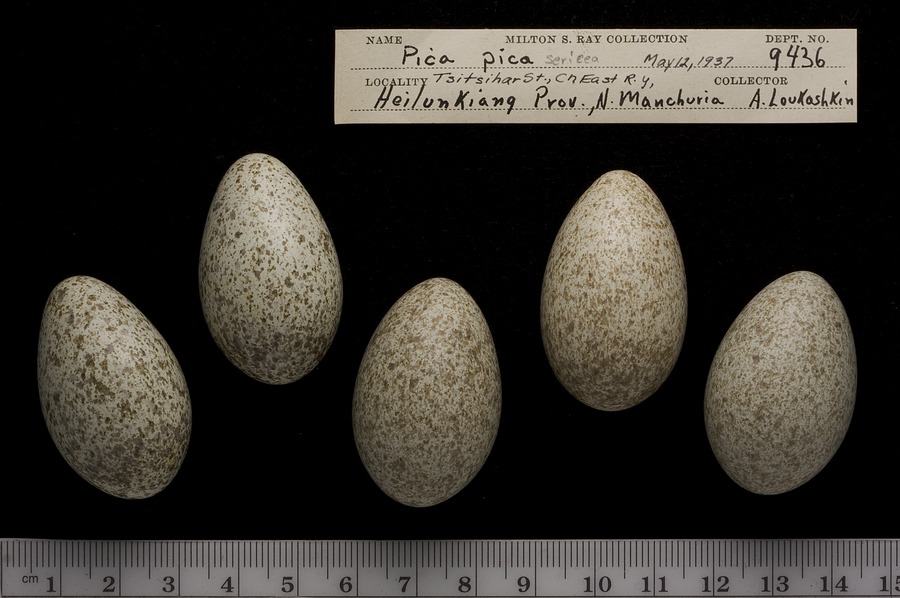 NAME MILTON S. RAY COLLECTION DEPT. NO.
Pica pica sericea May 12, 1937 9436
LOCALITY Tsitsihar St., Ch East R.y, COLLECTOR
HeilunKiang Prov., N. Manchuria A. Loukashkin
cm 1 2 3 4 5 6 7 8 9 10 11 12 13 14 15